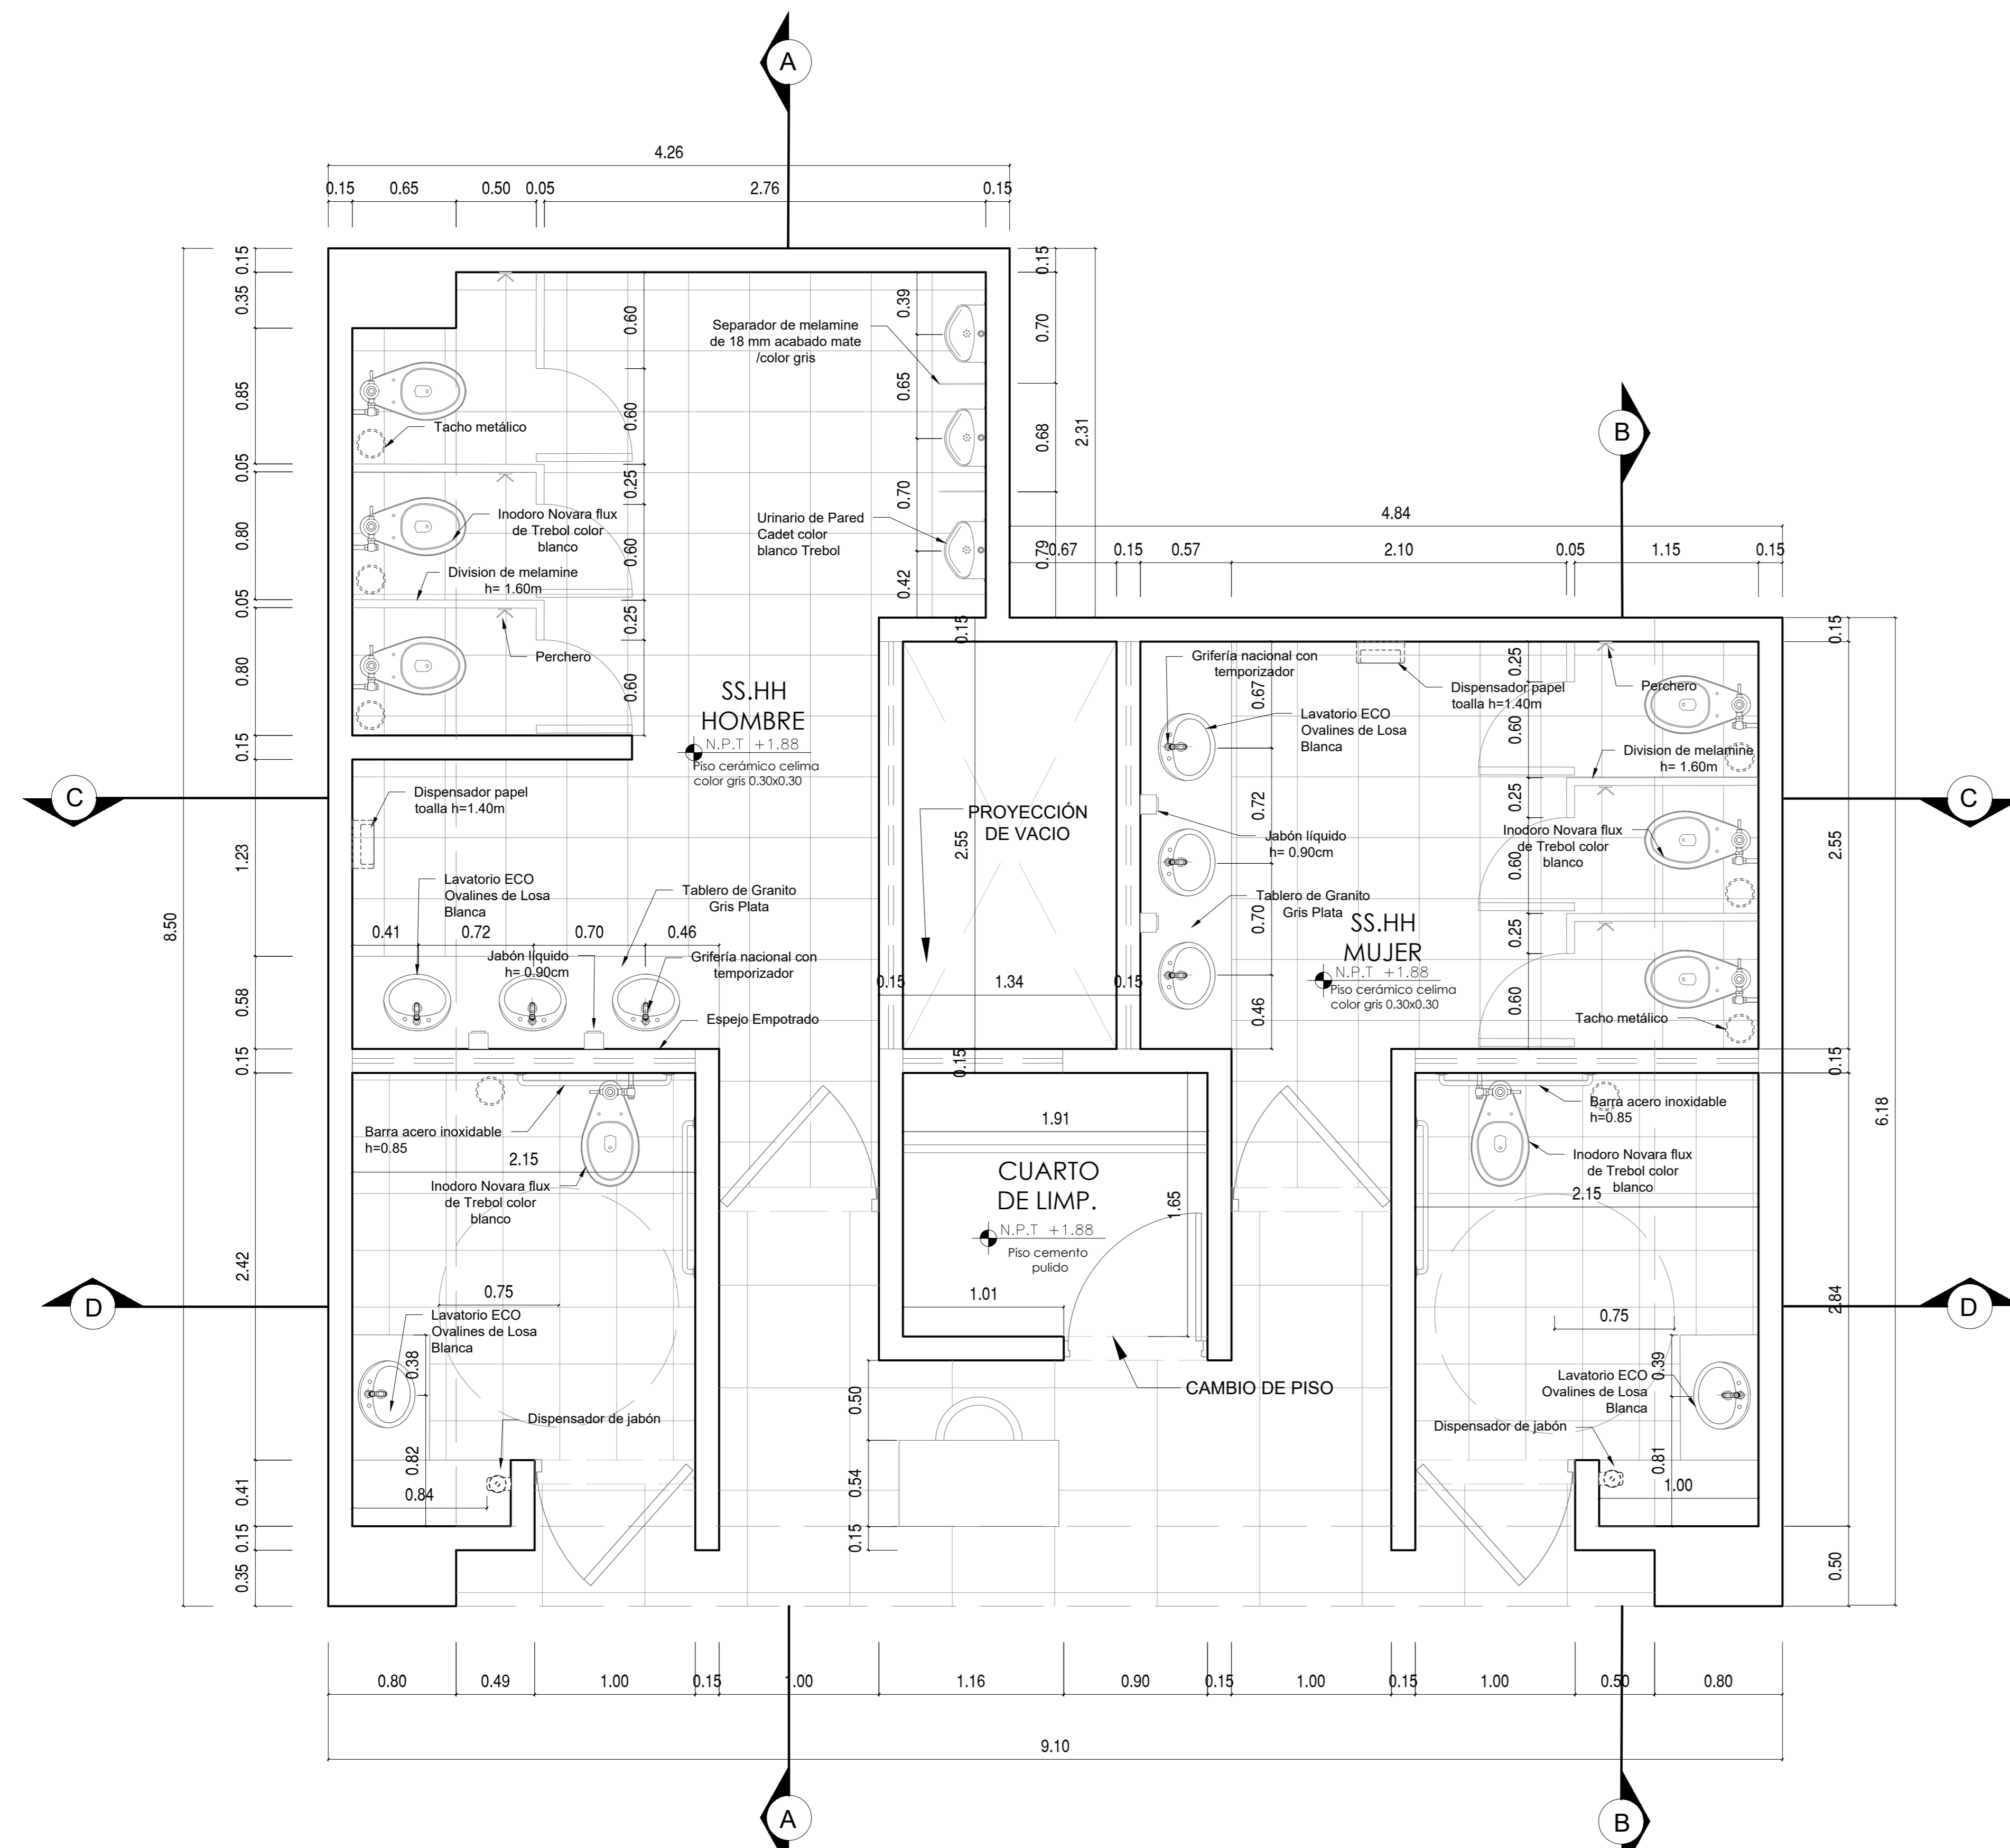 A
4.26
0.15 0.65 0.50 0.05 2.76 0.15
0.15
0.35
0.85
0.05
0.80
0.05
0.80
0.15
1.23
0.58
0.15
2.42
0.41
0.15
0.35
8.50
0.60
0.60
0.25
0.60
0.25
0.60
0.39
0.65
0.70
0.42
0.15
0.70
0.68
0.79
2.31
Separador de melamine
de 18 mm acabado mate
/color gris
Tacho metálico
Inodoro Novara flux
de Trebol color
blanco
Urinario de Pared
Cadet color
blanco Trebol
Division de melamine
h= 1.60m
Perchero
SS.HH
HOMBRE
N.P.T +1.88
Piso cerámico celima
color gris 0.30x0.30
B
4.84
0.67 0.15 0.57 2.10 0.05 1.15 0.15
0.15
Grifería nacional con
temporizador
0.67
Dispensador papel
toalla h=1.40m
Perchero
Lavatorio ECO
Ovalines de Losa
Blanca
0.25
0.60
0.25
0.60
0.25
0.60
Division de melamine
h= 1.60m
0.72
Jabón líquido
h= 0.90cm
Inodoro Novara flux
de Trebol color
blanco
Tablero de Granito
Gris Plata
0.70
SS.HH
MUJER
N.P.T +1.88
Piso cerámico celima
color gris 0.30x0.30
0.46
Tacho metálico
0.15
2.55
0.15
2.84
0.50
6.18
C
C
Dispensador papel
toalla h=1.40m
PROYECCIÓN
DE VACIO
2.55
0.15 1.34 0.15
0.15
Lavatorio ECO
Ovalines de Losa
Blanca
Tablero de Granito
Gris Plata
0.41 0.72 0.70 0.46
Jabón líquido
h= 0.90cm
Grifería nacional con
temporizador
Espejo Empotrado
Barra acero inoxidable
h=0.85
2.15
Inodoro Novara flux
de Trebol color
blanco
1.91
CUARTO
DE LIMP.
1.65
N.P.T +1.88
Piso cemento
pulido
1.01
Barra acero inoxidable
h=0.85
Inodoro Novara flux
de Trebol color
blanco
2.15
D
D
0.75
Lavatorio ECO
Ovalines de Losa
Blanca
0.38
0.82
Dispensador de jabón
0.84
CAMBIO DE PISO
0.50
0.54
0.15
0.75
0.39
Lavatorio ECO
Ovalines de Losa
Blanca
Dispensador de jabón
0.81
1.00
0.80 0.49 1.00 0.15 1.00 1.16 0.90 0.15 1.00 0.15 1.00 0.50 0.80
9.10
A
B